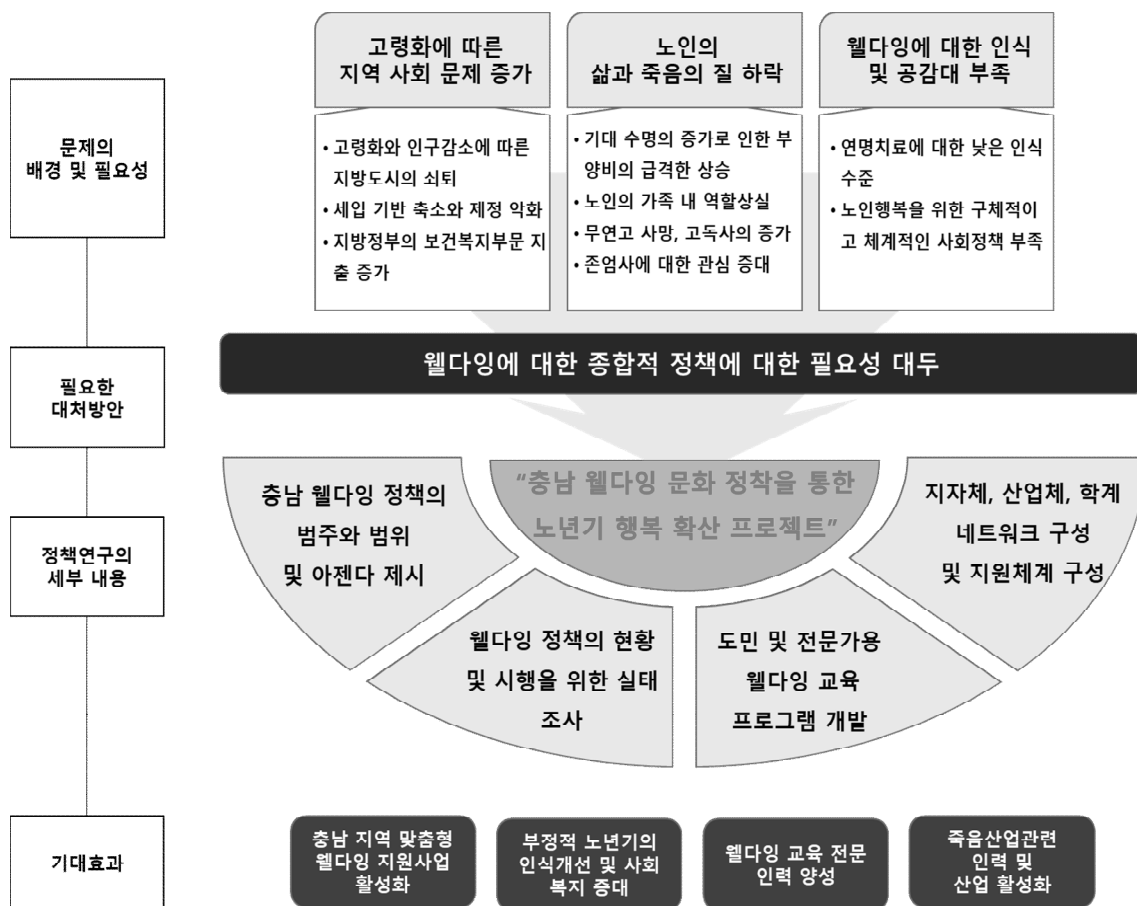 고령화에 따른
지역 사회 문제 증가
노인의
삶과 죽음의 질 하락
웰다잉에 대한 인식
및 공감대 부족
문제의
배경 및 필요성
• 고령화와 인구감소에 따른
지방도시의 쇠퇴
• 세입 기반 축소와 제정 악화
• 지방정부의 보건복지부문 지
출 증가
• 기대 수명의 증가로 인한 부
양비의 급격한 상승
• 노인의 가족 내 역할상실
• 무연고 사망, 고독사의 증가
• 존엄사에 대한 관심 증대
• 연명치료에 대한 낮은 인식
수준
• 노인행복을 위한 구체적이
고 체계적인 사회정책 부족
필요한
대처방안
웰다잉에 대한 종합적 정책에 대한 필요성 대두
정책연구의
세부 내용
충남 웰다잉 정책의
범주와 범위
및 아젠다 제시
“충남 웰다잉 문화 정착을 통한
노년기 행복 확산 프로젝트”
지자체, 산업체, 학계
네트워크 구성
및 지원체계 구성
웰다잉 정책의 현황
및 시행을 위한 실태
조사
도민 및 전문가용
웰다잉 교육
프로그램 개발
기대효과
충남 지역 맞춤형
웰다잉 지원사업
활성화
부정적 노년기의
인식개선 및 사회
복지 증대
웰다잉 교육 전문
인력 양성
죽음산업관련
인력 및
산업 활성화